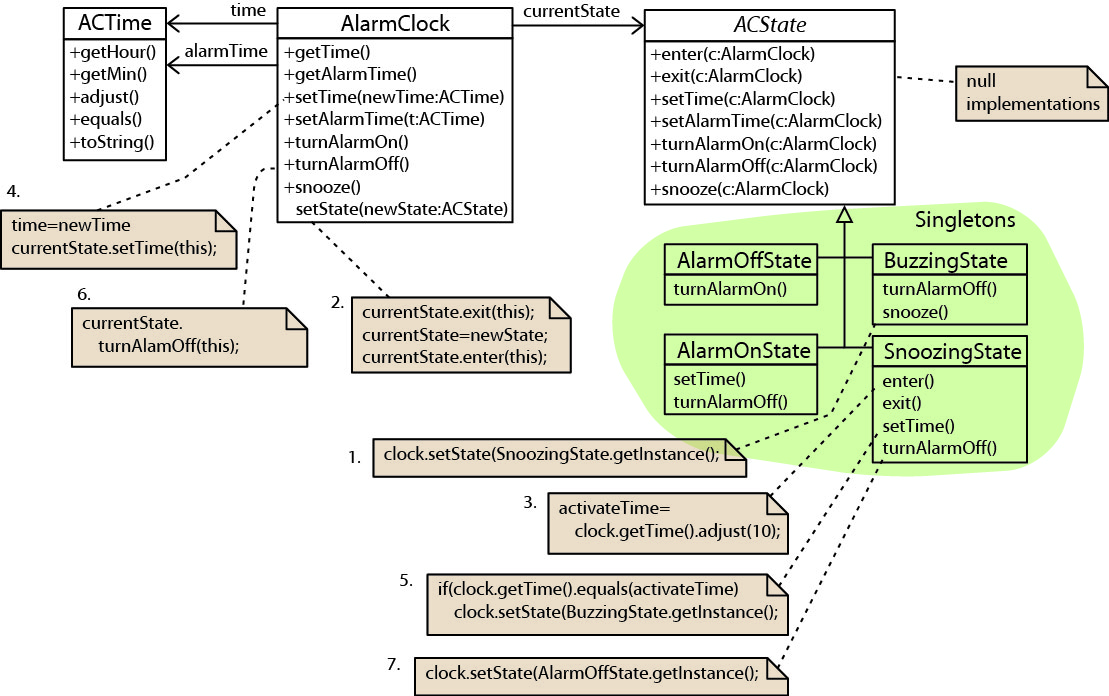 ACTime
+getHour()
+getMin()
+adjust()
+equals()
+toString()
time
alarmTime
AlarmClock
+getTime()
+getAlarmTime()
+setTime(newTime:ACTime)
+setAlarmTime(t:ACTime)
+turnAlarmOn()
+turnAlarmOff()
+snooze()
setState(newState:ACState)
currentState
ACState
+enter(c:AlarmClock)
+exit(c:AlarmClock)
+setTime(c:AlarmClock)
+setAlarmTime(c:AlarmClock)
+turnAlarmOn(c:AlarmClock)
+turnAlarmOff(c:AlarmClock)
+snooze(c:AlarmClock)
null
implementations
4.
time=newTime
currentState.setTime(this);
6.
currentState.
turnAlamOff(this);
2.
currentState.exit(this);
currentState=newState;
currentState.enter(this);
Singletons
AlarmOffState
turnAlarmOn()
BuzzingState
turnAlarmOff()
snooze()
AlarmOnState
setTime()
turnAlarmOff()
SnoozingState
enter()
exit()
setTime()
turnAlarmOff()
1.
clock.setState(SnoozingState.getInstance();
3.
activateTime=
clock.getTime().adjust(10);
5.
if(clock.getTime().equals(activateTime)
clock.setState(BuzzingState.getInstance();
7.
clock.setState(AlarmOffState.getInstance();